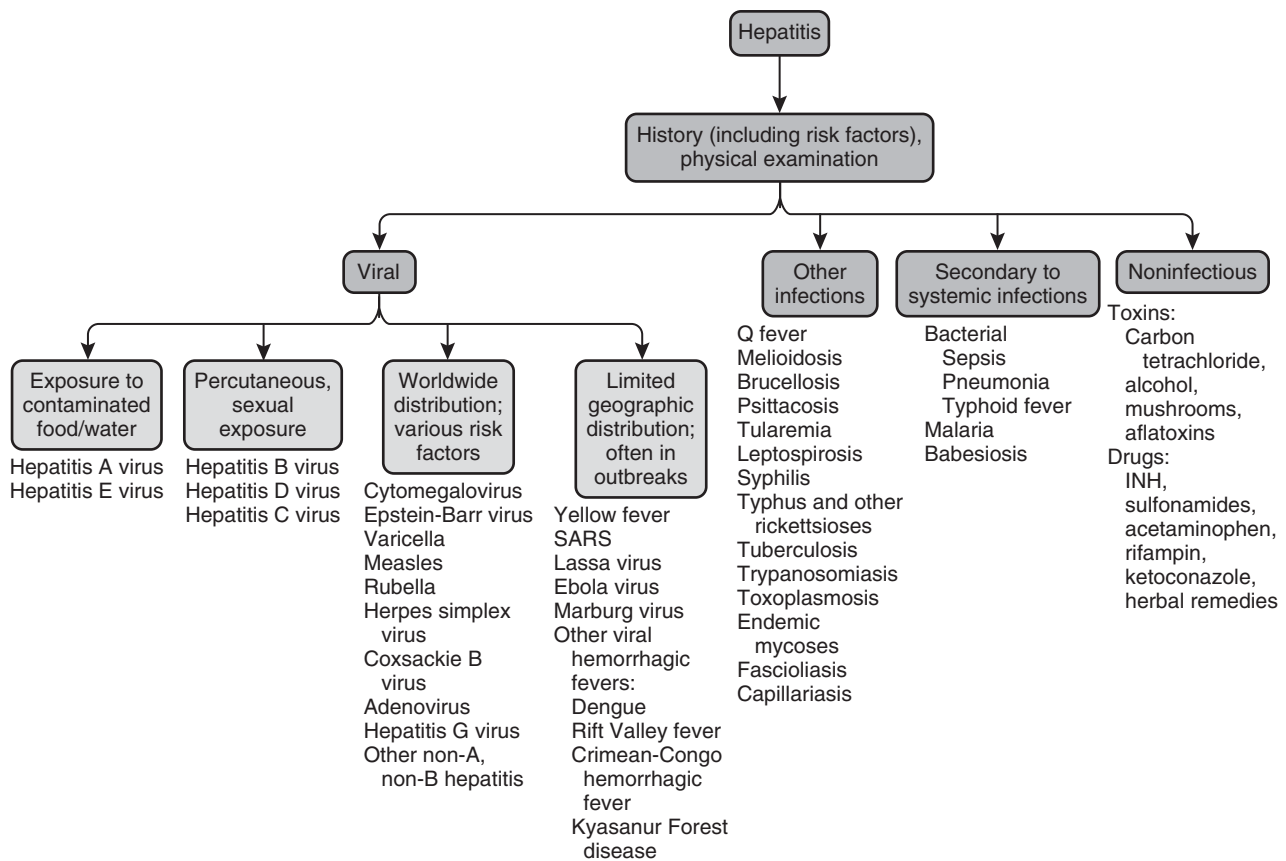 Hepatitis
History (including risk factors),
physical examination
Viral
Other
infections
Secondary to
systemic infections
Noninfectious
Exposure to
contaminated
food/water
Hepatitis A virus
Hepatitis E virus
Percutaneous,
sexual
exposure
Hepatitis B virus
Hepatitis D virus
Hepatitis C virus
Worldwide
distribution;
various risk
factors
Cytomegalovirus
Epstein-Barr virus
Varicella
Measles
Rubella
Herpes simplex
virus
Coxsackie B
virus
Adenovirus
Hepatitis G virus
Other non-A,
non-B hepatitis
Limited
geographic
distribution;
often in
outbreaks
Yellow fever
SARS
Lassa virus
Ebola virus
Marburg virus
Other viral
hemorrhagic
fevers:
Dengue
Rift Valley fever
Crimean-Congo
hemorrhagic
fever
Kyasanur Forest
disease
Q fever
Melioidosis
Brucellosis
Psittacosis
Tularemia
Leptospirosis
Syphilis
Typhus and other
rickettsioses
Tuberculosis
Trypanosomiasis
Toxoplasmosis
Endemic
mycoses
Fascioliasis
Capillariasis
Bacterial
Sepsis
Pneumonia
Typhoid fever
Malaria
Babesiosis
Toxins:
Carbon
tetrachloride,
alcohol,
mushrooms,
aflatoxins
Drugs:
INH,
sulfonamides,
acetaminophen,
rifampin,
ketoconazole,
herbal remedies